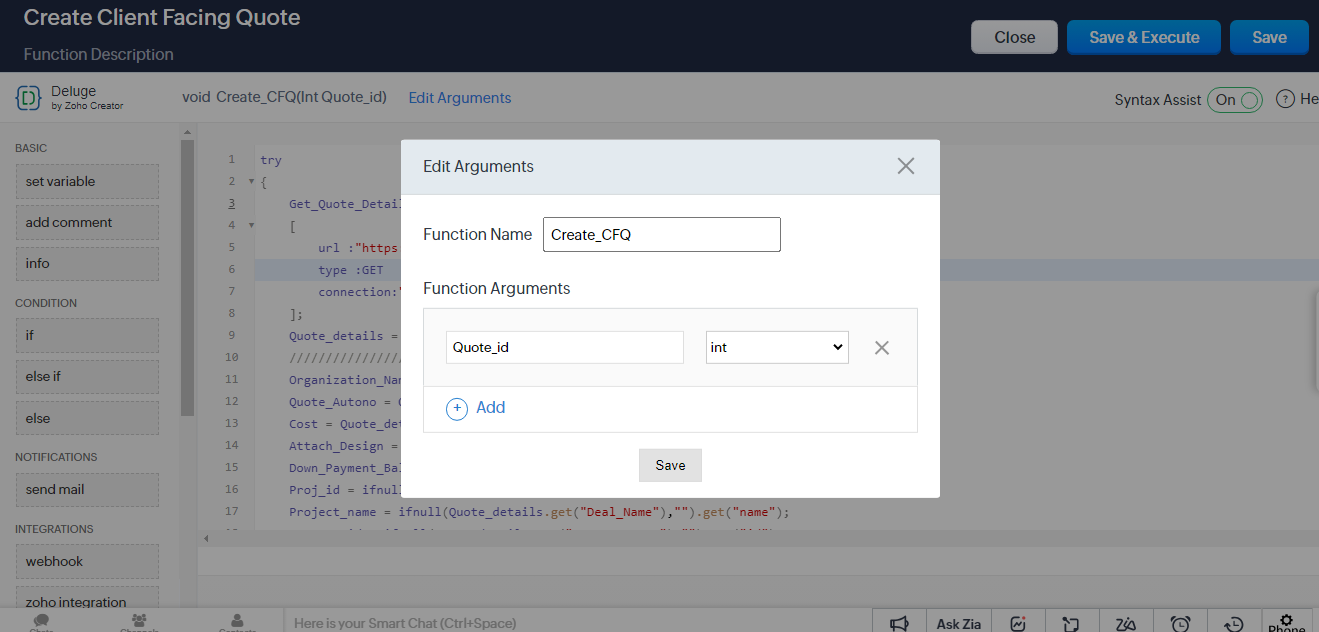 Create Client Facing Quote
Function Description
Close
Save & Execute
Save
Deluge
by Zoho Creator
void Create_CFQ(Int Quote_id)
Edit Arguments
Syntax Assist
On
?
He
BASIC
set variable
add comment
info
CONDITION
if
else if
else
NOTIFICATIONS
send mail
INTEGRATIONS
webhook
zoho integration
1 try
2 {
3 Get_Quote_Detail
4 [
5 url :"https
6 type :GET
7 connection:"
8 ];
9 Quote_details =
10 ///////////////
11 Organization_Nam
12 Quote_Autono =
13 Cost = Quote_det
14 Attach_Design =
15 Down_Payment_Bal
16 Proj_id = ifnull
17 Project_name = ifnull(Quote_details.get("Deal_Name"),"").get("name");
Edit Arguments
Function Name
Create_CFQ
Function Arguments
Quote_id
int
+ Add
Save
Chats
Channels
Contacts
Here is your Smart Chat (Ctrl+Space)
Ask Zia
Phone